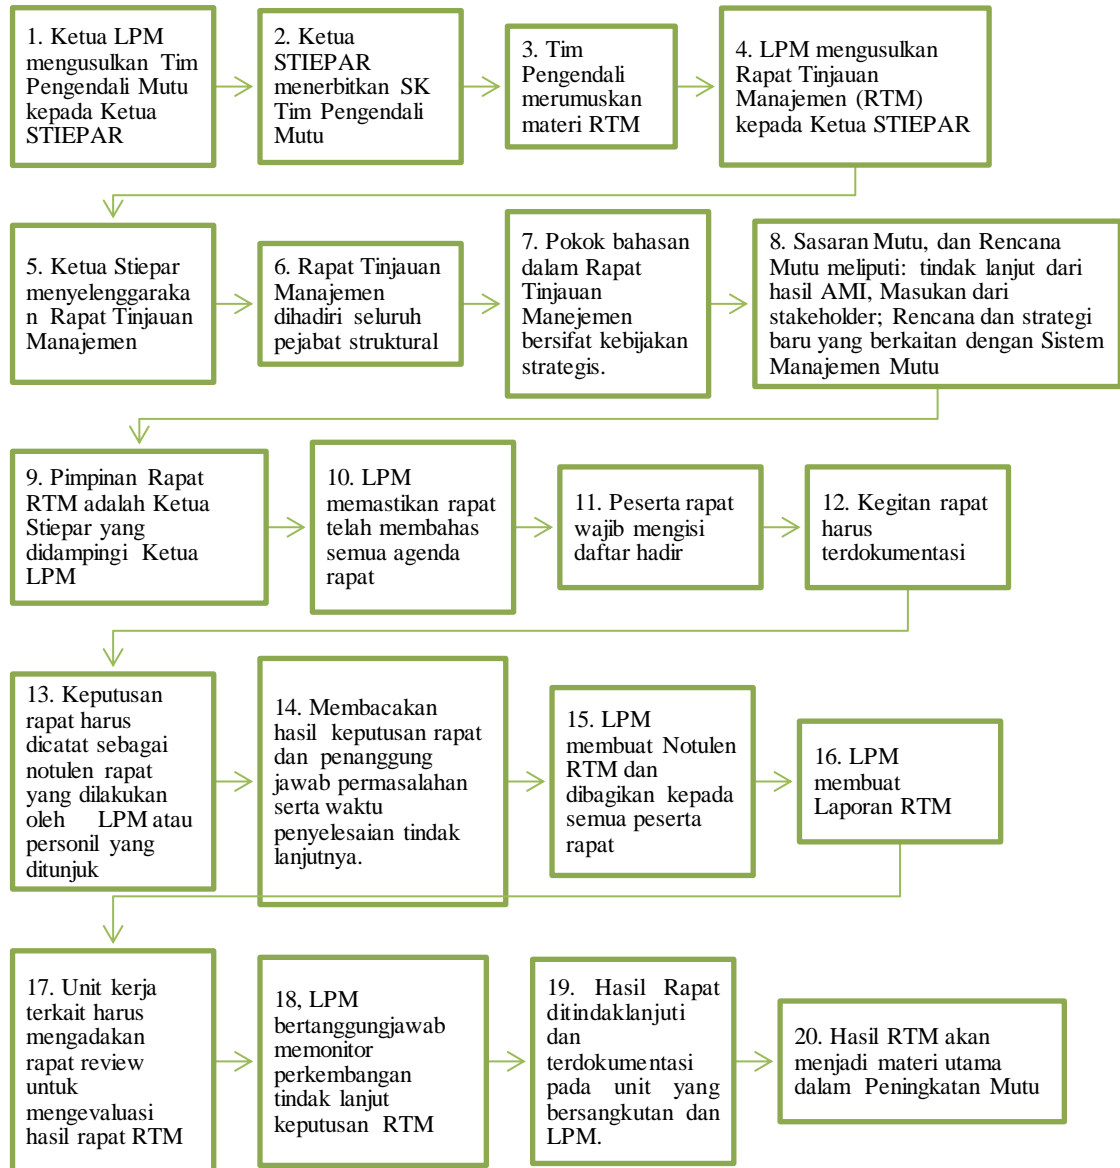 1. Ketua LPM
mengusulkan Tim
Pengendali Mutu
kepada Ketua
STIEPAR
2. Ketua
STIEPAR
menerbitkan SK
Tim Pengendali
Mutu
3. Tim
Pengendali
merumuskan
materi RTM
4. LPM mengusulkan
Rapat Tinjauan
Manajemen (RTM)
kepada Ketua STIEPAR
5. Ketua Stiepar
menyelenggaraka
n Rapat Tinjauan
Manajemen
6. Rapat Tinjauan
Manajemen
dihadiri seluruh
pejabat struktural
7. Pokok bahasan
dalam Rapat
Tinjauan
Manejemen
bersifat kebijakan
strategis.
8. Sasaran Mutu, dan Rencana
Mutu meliputi: tindak lanjut dari
hasil AMI, Masukan dari
stakeholder; Rencana dan strategi
baru yang berkaitan dengan Sistem
Manajemen Mutu
9. Pimpinan Rapat
RTM adalah Ketua
Stiepar yang
didampingi Ketua
LPM
10. LPM
memastikan rapat
telah membahas
semua agenda
rapat
11. Peserta rapat
wajib mengisi
daftar hadir
12. Kegitan rapat
harus
terdokumentasi
13. Keputusan
rapat harus
dicatat sebagai
notulen rapat
yang dilakukan
oleh LPM atau
personil yang
ditunjuk
14. Membacakan
hasil keputusan rapat
dan penanggung
jawab permasalahan
serta waktu
penyelesaian tindak
lanjutnya.
15. LPM
membuat Notulen
RTM dan
dibagikan kepada
semua peserta
rapat
16. LPM
membuat
Laporan RTM
17. Unit kerja
terkait harus
mengadakan
rapat review
untuk
mengevaluasi
hasil rapat RTM
18, LPM
bertanggungjawab
memonitor
perkembangan
tindak lanjut
keputusan RTM
19. Hasil Rapat
ditindaklanjuti
dan
terdokumentasi
pada unit yang
bersangkutan dan
LPM.
20. Hasil RTM akan
menjadi materi utama
dalam Peningkatan Mutu